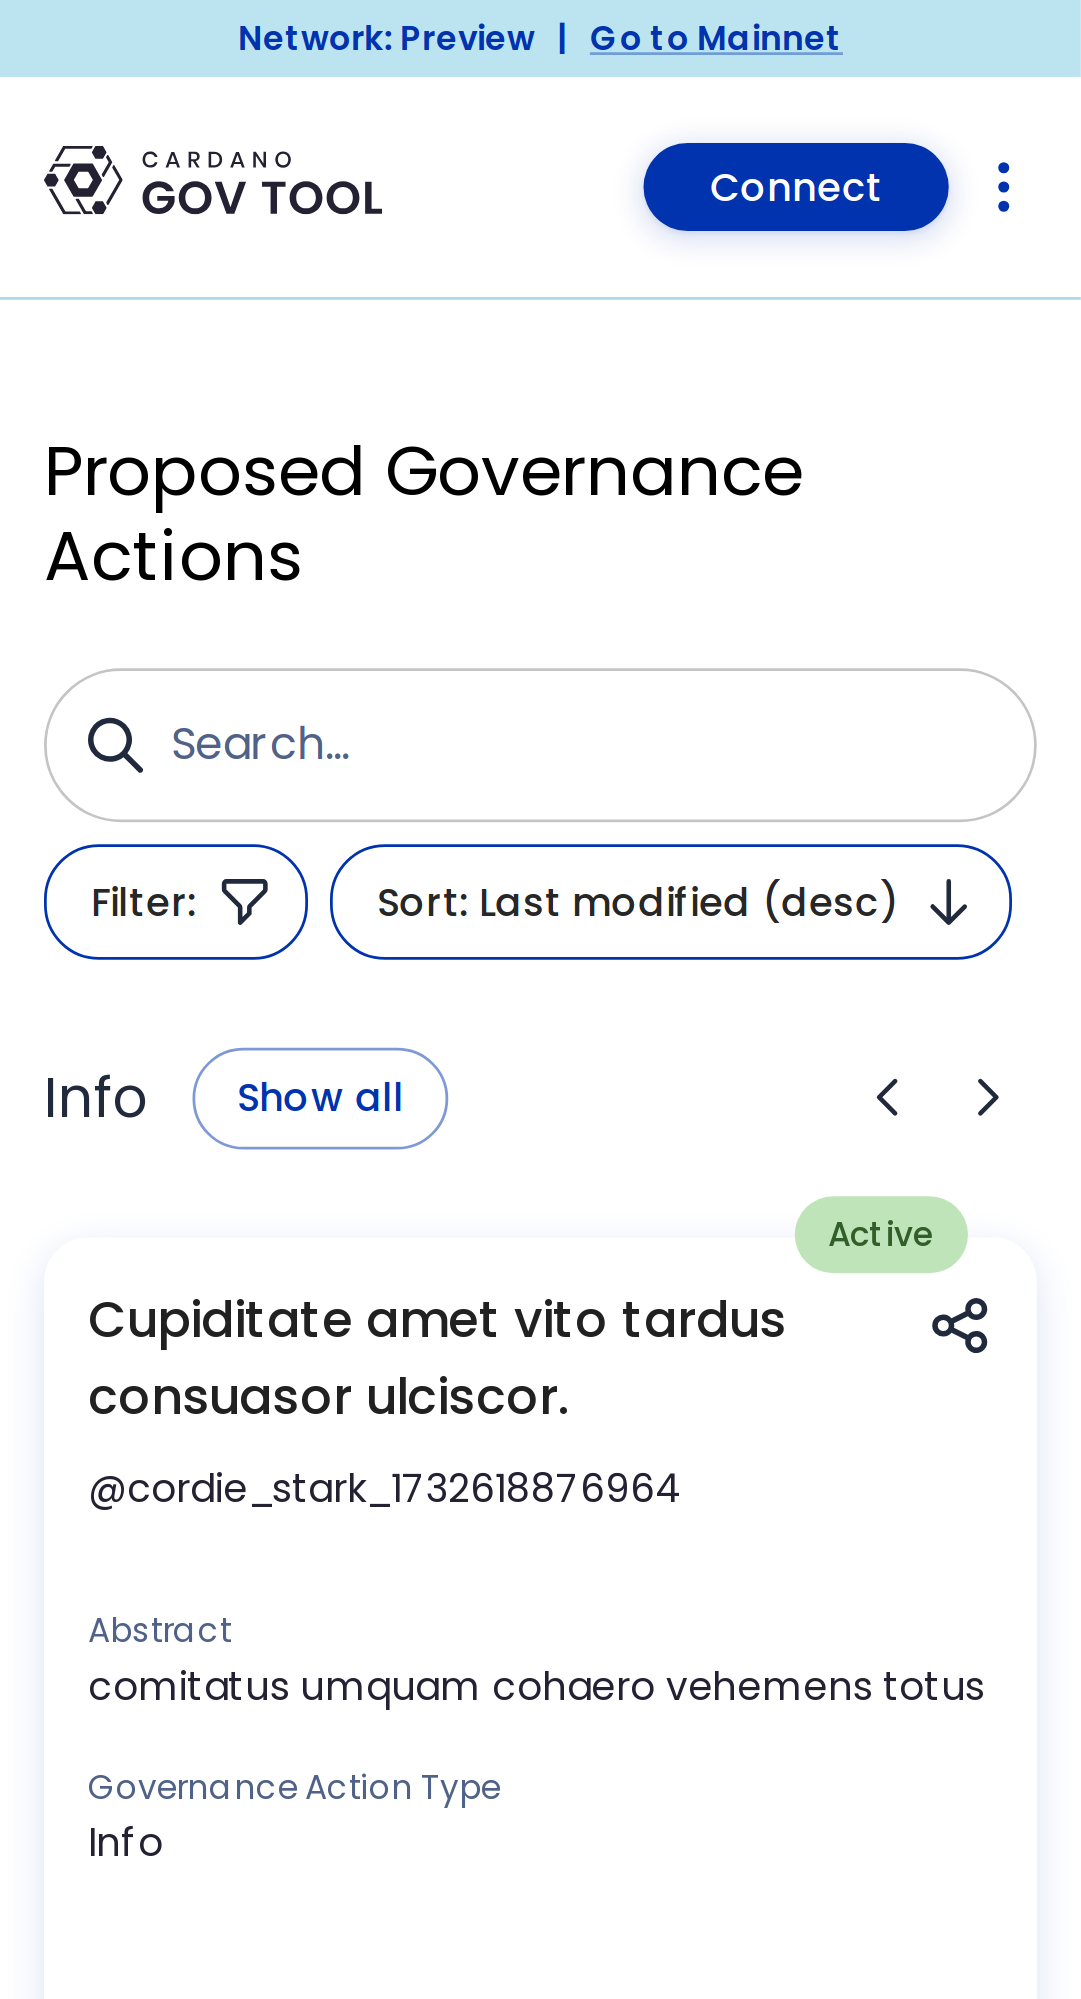 Network: Preview | Go to Mainnet
CARDANO
GOV TOOL
Connect
Proposed Governance
Actions
Search...
Filter:
Sort: Last modified (desc)
Info
Show all
Active
Cupiditate amet vito tardus
consuasor ulciscor.
@cordie_stark_1732618876964
Abstract
comitatus umquam cohaero vehemens totus
Governance Action Type
Info